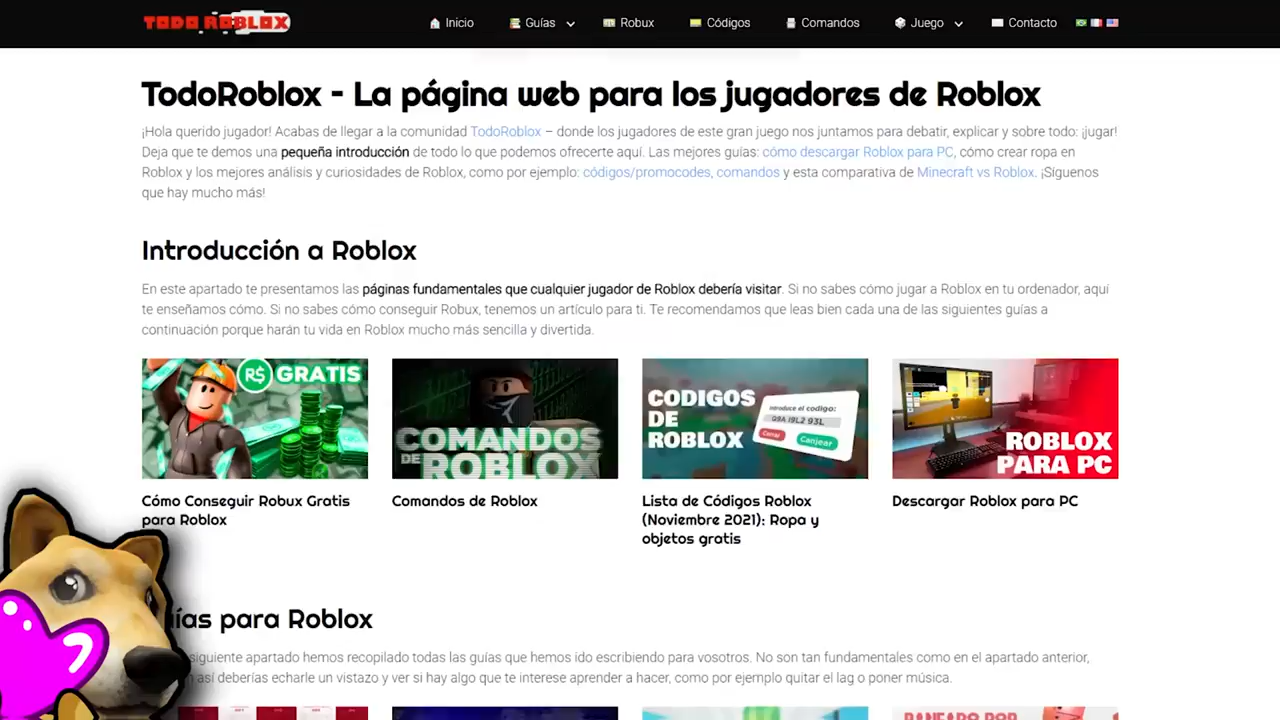 TODO ROBLOX
Inicio
Guías
Robux
Códigos
Comandos
Juego
Contacto
TodoRoblox - La página web para los jugadores de Roblox
¡Hola querido jugador! Acabas de llegar a la comunidad TodoRoblox – donde los jugadores de este gran juego nos juntamos para debatir, explicar y sobre todo: ¡jugar!
Deja que te demos una pequeña introducción de todo lo que podemos ofrecerte aquí. Las mejores guías: cómo descargar Roblox para PC, cómo crear ropa en
Roblox y los mejores análisis y curiosidades de Roblox, como por ejemplo: códigos/promocodes, comandos y esta comparativa de Minecraft vs Roblox. ¡Síguenos
que hay mucho más!
Introducción a Roblox
En este apartado te presentamos las páginas fundamentales que cualquier jugador de Roblox debería visitar. Si no sabes cómo jugar a Roblox en tu ordenador, aquí
te enseñamos cómo. Si no sabes cómo conseguir Robux, tenemos un artículo para ti. Te recomendamos que leas bien cada una de las siguientes guías a
continuación porque harán tu vida en Roblox mucho más sencilla y divertida.
R$ GRATIS
COMANDOS
DE ROBLOX
CODIGOS
DE
ROBLOX
Introduce el codigo:
Cerrar
Canjear
ROBLOX
PARA PC
Cómo Conseguir Robux Gratis
para Roblox
Comandos de Roblox
Lista de Códigos Roblox
(Noviembre 2021): Ropa y
objetos gratis
Descargar Roblox para PC
ías para Roblox
siguiente apartado hemos recopilado todas las guías que hemos ido escribiendo para vosotros. No son tan fundamentales como en el apartado anterior,
así deberías echarle un vistazo y ver si hay algo que te interese aprender a hacer, como por ejemplo quitar el lag o poner música.